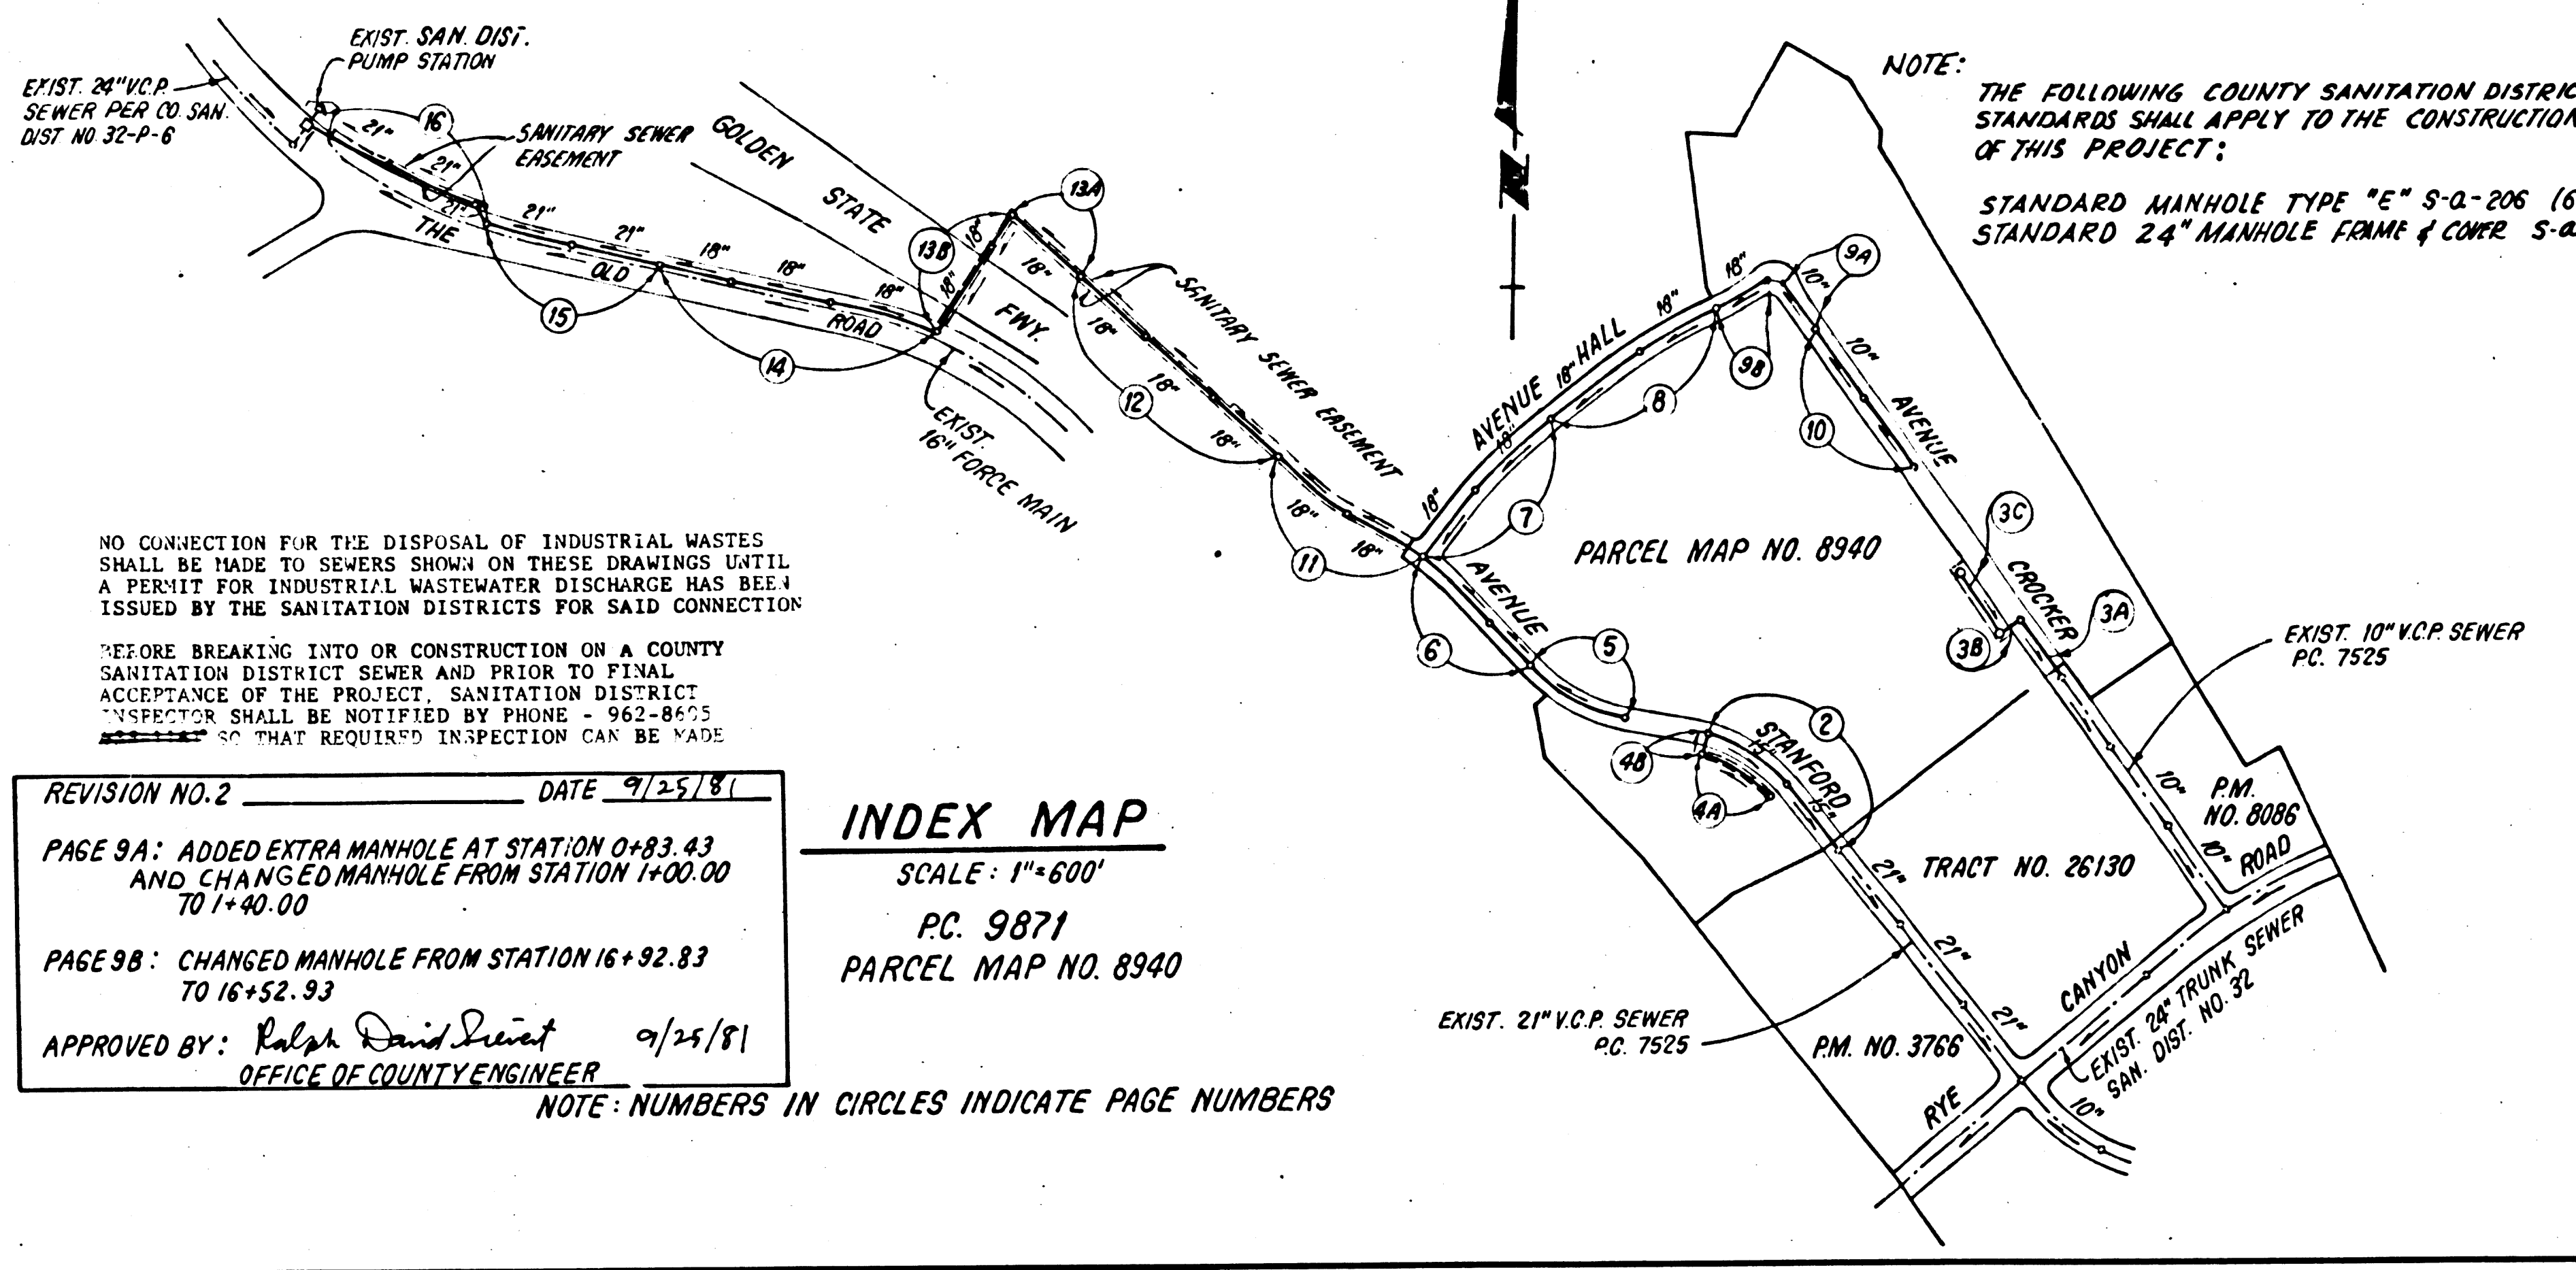 EXIST. SAN. DIST.
PUMP STATION
EXIST. 24" V.C.P.
SEWER PER CO. SAN.
DIST NO. 32-P-6
SANITARY SEWER
EASEMENT
GOLDEN
STATE
FWY.
THE
OLD
ROAD
21"
21"
21"
21"
21"
18"
18"
18"
18"
18"
18"
18"
18"
18"
18"
18"
16
15
14
13B
13A
12
11
EXIST.
16" FORCE MAIN
SANITARY SEWER EASEMENT
N
NOTE:
THE FOLLOWING COUNTY SANITATION DISTRIC
STANDARDS SHALL APPLY TO THE CONSTRUCTION
OF THIS PROJECT:
STANDARD MANHOLE TYPE "E" S-a-206 (6
STANDARD 24" MANHOLE FRAME & COVER S-a
AVENUE HALL
18"
18"
18"
18"
18"
10"
10"
9A
9B
8
10
7
AVENUE
CROCKER
3C
3A
3B
PARCEL MAP NO. 8940
AVENUE
STANFORD
6
5
2
4B
4A
15"
15"
EXIST. 10" V.C.P. SEWER
P.C. 7525
10"
10"
P.M.
NO. 8086
ROAD
TRACT NO. 26130
21"
21"
21"
CANYON
RYE
EXIST. 24" TRUNK SEWER
SAN. DIST. NO. 32
10"
EXIST. 21" V.C.P. SEWER
P.C. 7525
P.M. NO. 3766
NO CONNECTION FOR THE DISPOSAL OF INDUSTRIAL WASTES
SHALL BE MADE TO SEWERS SHOWN ON THESE DRAWINGS UNTIL
A PERMIT FOR INDUSTRIAL WASTEWATER DISCHARGE HAS BEEN
ISSUED BY THE SANITATION DISTRICTS FOR SAID CONNECTION
BEFORE BREAKING INTO OR CONSTRUCTION ON A COUNTY
SANITATION DISTRICT SEWER AND PRIOR TO FINAL
ACCEPTANCE OF THE PROJECT, SANITATION DISTRICT
INSPECTOR SHALL BE NOTIFIED BY PHONE - 962-8605
SO THAT REQUIRED INSPECTION CAN BE MADE
REVISION NO. 2 DATE 9/25/81
PAGE 9A: ADDED EXTRA MANHOLE AT STATION 0+83.43
AND CHANGED MANHOLE FROM STATION 1+00.00
TO 1+40.00
PAGE 9B: CHANGED MANHOLE FROM STATION 16+92.83
TO 16+52.93
APPROVED BY: Ralph David Sievert 9/25/81
OFFICE OF COUNTY ENGINEER
INDEX MAP
SCALE: 1"=600'
P.C. 9871
PARCEL MAP NO. 8940
NOTE: NUMBERS IN CIRCLES INDICATE PAGE NUMBERS